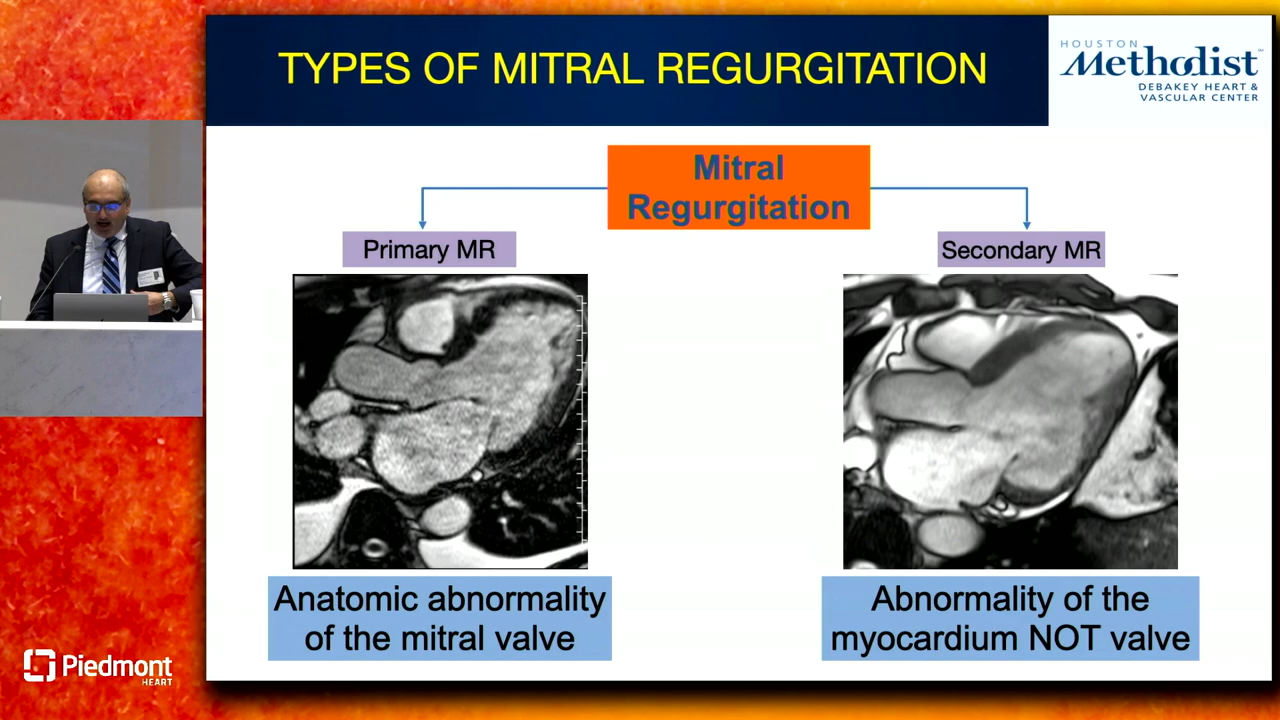 TYPES OF MITRAL REGURGITATION
HOUSTON
Methodist
DEBAKEY HEART &
VASCULAR CENTER
Mitral
Regurgitation
Primary MR
Secondary MR
Anatomic abnormality
of the mitral valve
Abnormality of the
myocardium NOT valve
Piedmont
HEART